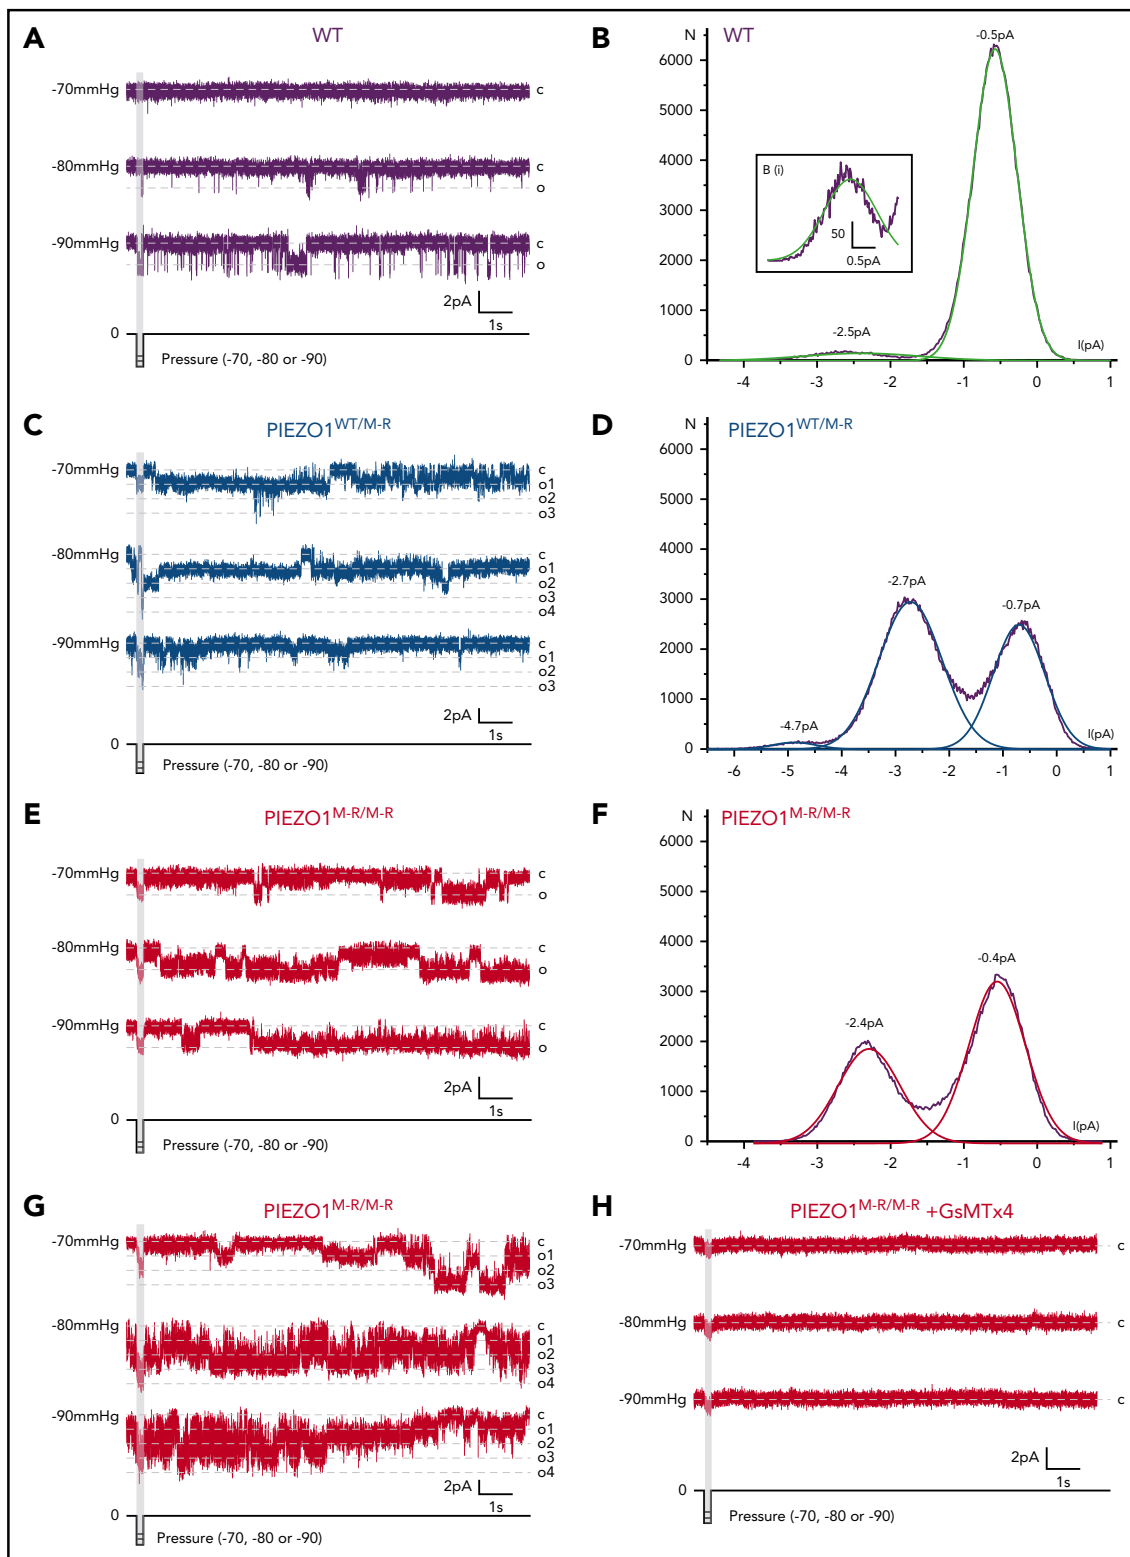 A
WT
-70mmHg
c
-80mmHg
o
-90mmHg
c
o
2pA
1s
0
Pressure (-70, -80 or -90)
B
N
WT
-0.5pA
6000
5000
4000
B (i)
50
0.5pA
3000
2000
1000
-2.5pA
I(pA)
0
-4 -3 -2 -1 0 1
C
PIEZO1WT/M-R
-70mmHg
c
o1
o2
o3
-80mmHg
c
o1
o2
o3
o4
-90mmHg
c
o1
o2
o3
2pA
1s
0
Pressure (-70, -80 or -90)
D
N
PIEZO1WT/M-R
6000
5000
4000
3000
-2.7pA
-0.7pA
2000
1000
-4.7pA
I(pA)
0
-6 -5 -4 -3 -2 -1 0 1
E
PIEZO1M-R/M-R
-70mmHg
c
o
-80mmHg
c
o
-90mmHg
c
o
2pA
1s
0
Pressure (-70, -80 or -90)
F
N
PIEZO1M-R/M-R
6000
5000
4000
-0.4pA
3000
-2.4pA
2000
1000
I(pA)
0
-4 -3 -2 -1 0 1
G
PIEZO1M-R/M-R
-70mmHg
c
o1
o2
o3
-80mmHg
c
o1
o2
o3
o4
-90mmHg
c
o1
o2
o3
o4
2pA
1s
0
Pressure (-70, -80 or -90)
H
PIEZO1M-R/M-R +GsMTx4
-70mmHg
c
-80mmHg
c
-90mmHg
c
2pA
1s
0
Pressure (-70, -80 or -90)